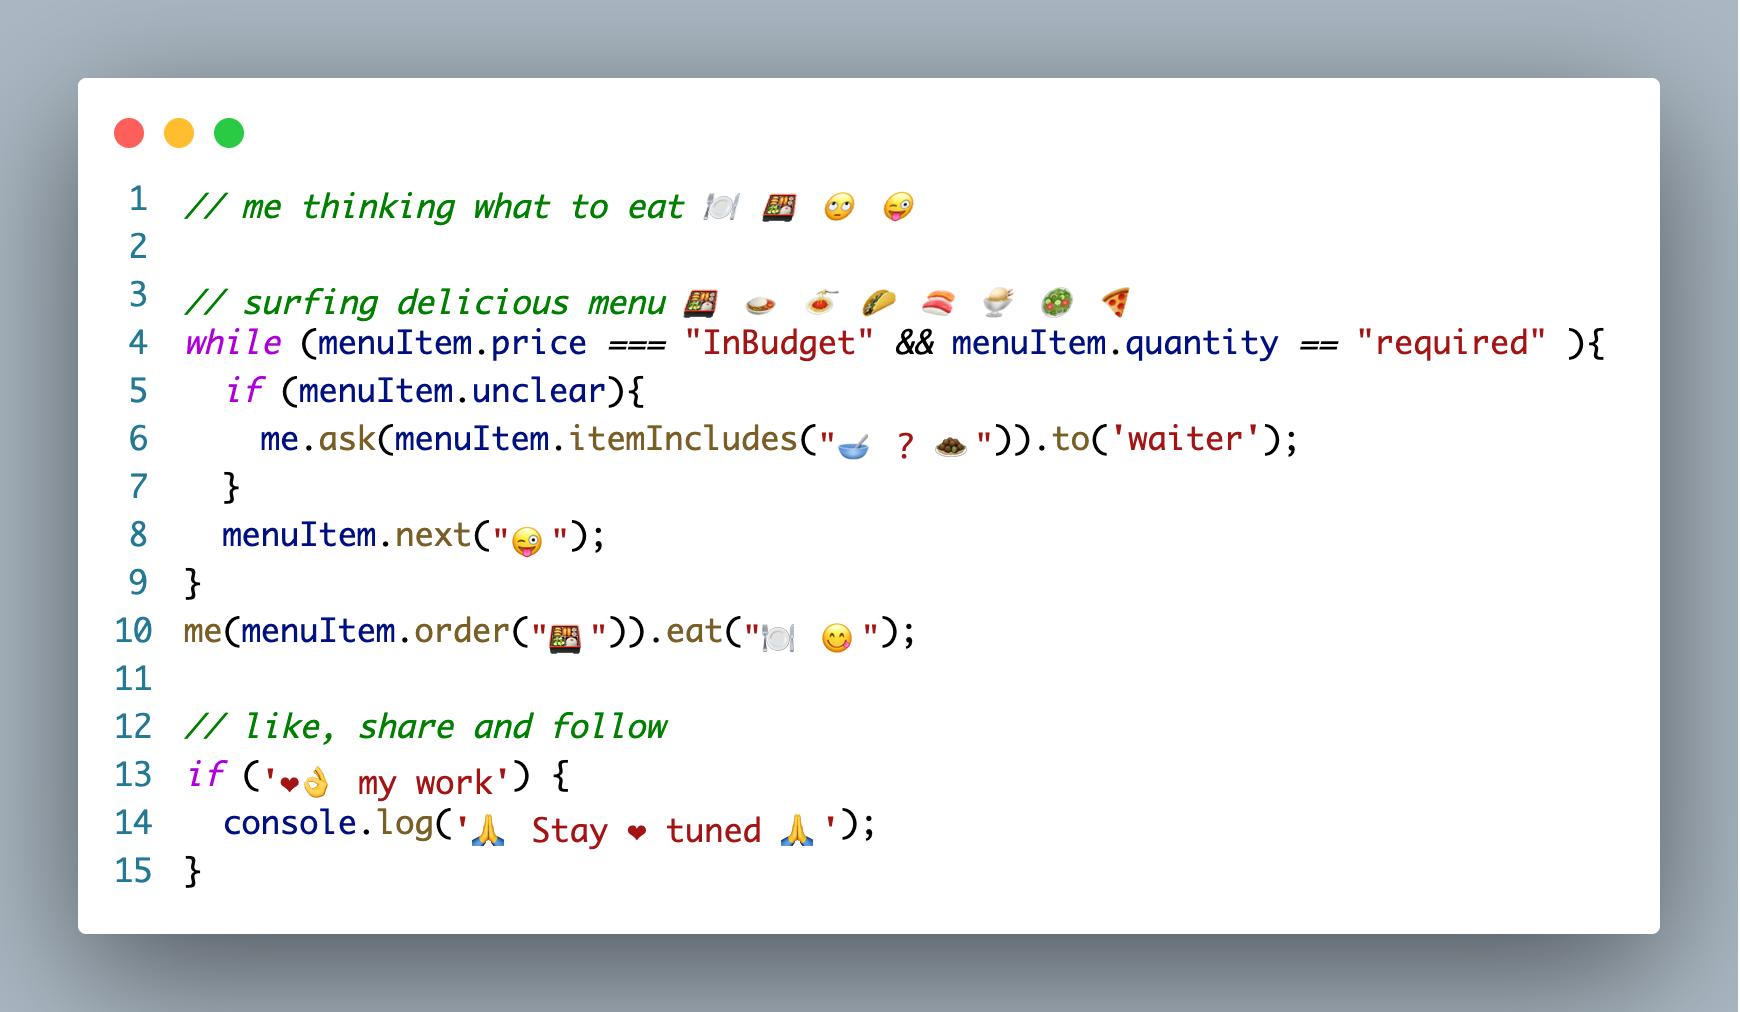 1 // me thinking what to eat 🍽️ 🍱 🙄 😜
2
3 // surfing delicious menu 🍱 🍛 🍝 🌮 🍣 🍨 🥗 🍕
4 while (menuItem.price === "InBudget" && menuItem.quantity == "required" ){
5   if (menuItem.unclear){
6     me.ask(menuItem.itemIncludes("🥣 ? 🧆")).to('waiter');
7   }
8   menuItem.next("😜");
9 }
10 me(menuItem.order("🍱")).eat("🍽️ 😋");
11
12 // like, share and follow
13 if ('❤👌 my work') {
14   console.log('🙏 Stay ❤ tuned 🙏');
15 }